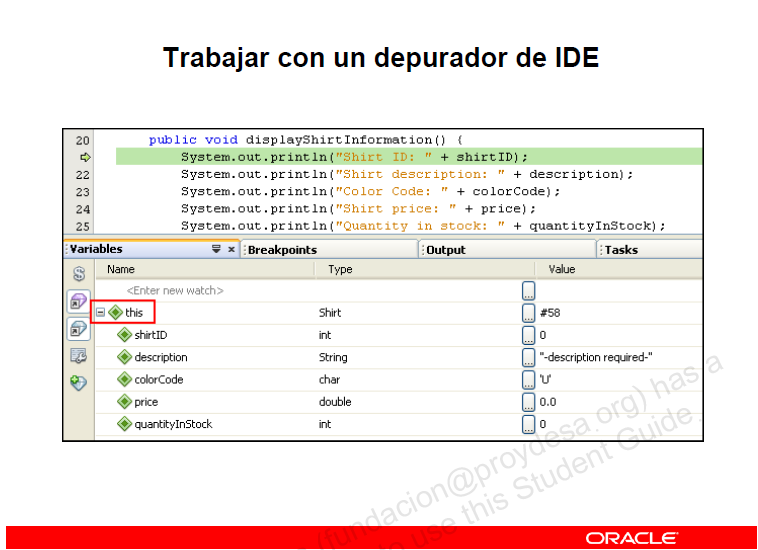 Trabajar con un depurador de IDE
20 public void displayShirtInformation() {
System.out.println("Shirt ID: " + shirtID);
22 System.out.println("Shirt description: " + description);
23 System.out.println("Color Code: " + colorCode);
24 System.out.println("Shirt price: " + price);
25 System.out.println("Quantity in stock: " + quantityInStock);
Variables Breakpoints Output Tasks
Name Type Value
<Enter new watch> ...
this Shirt ... #58
shirtID int ... 0
description String ... "-description required-"
colorCode char ... 'U'
price double ... 0.0
quantityInStock int ... 0
(fundacion@proydesa.org) has a
use this Student Guide.
ORACLE